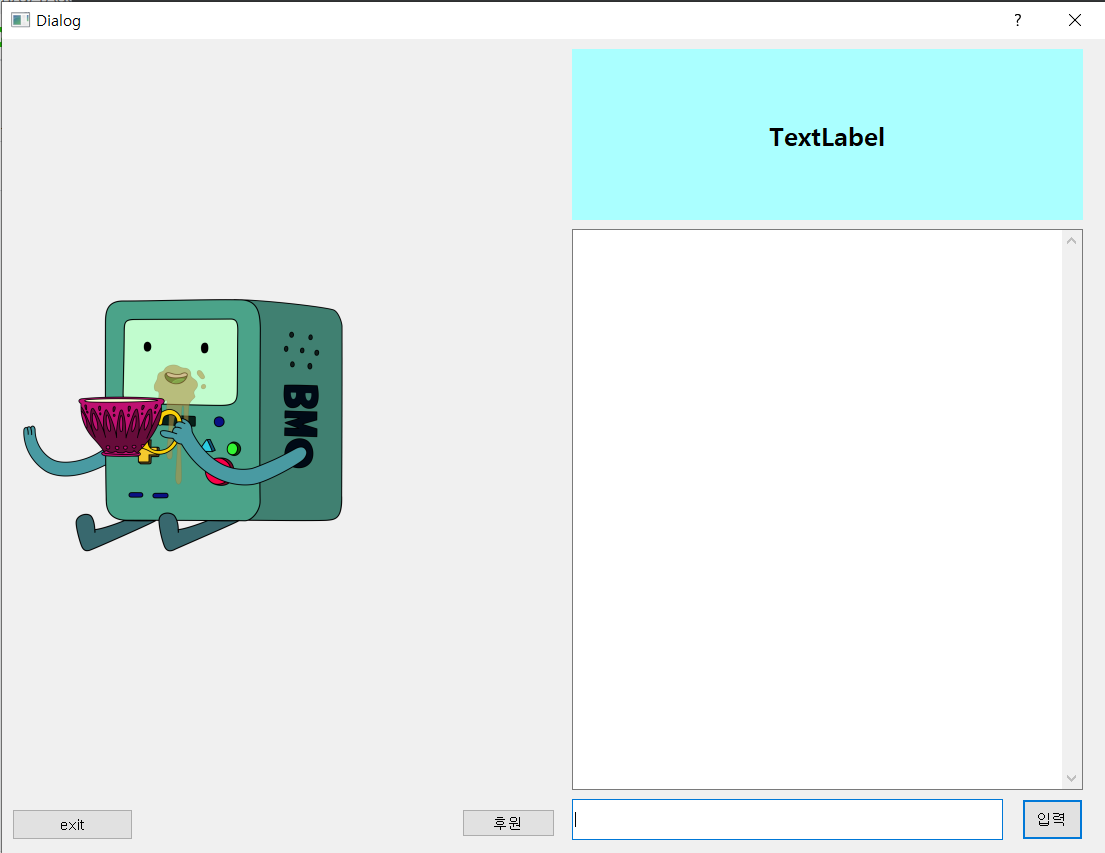 Dialog
?
TextLabel
BMO
exit
후원
입력